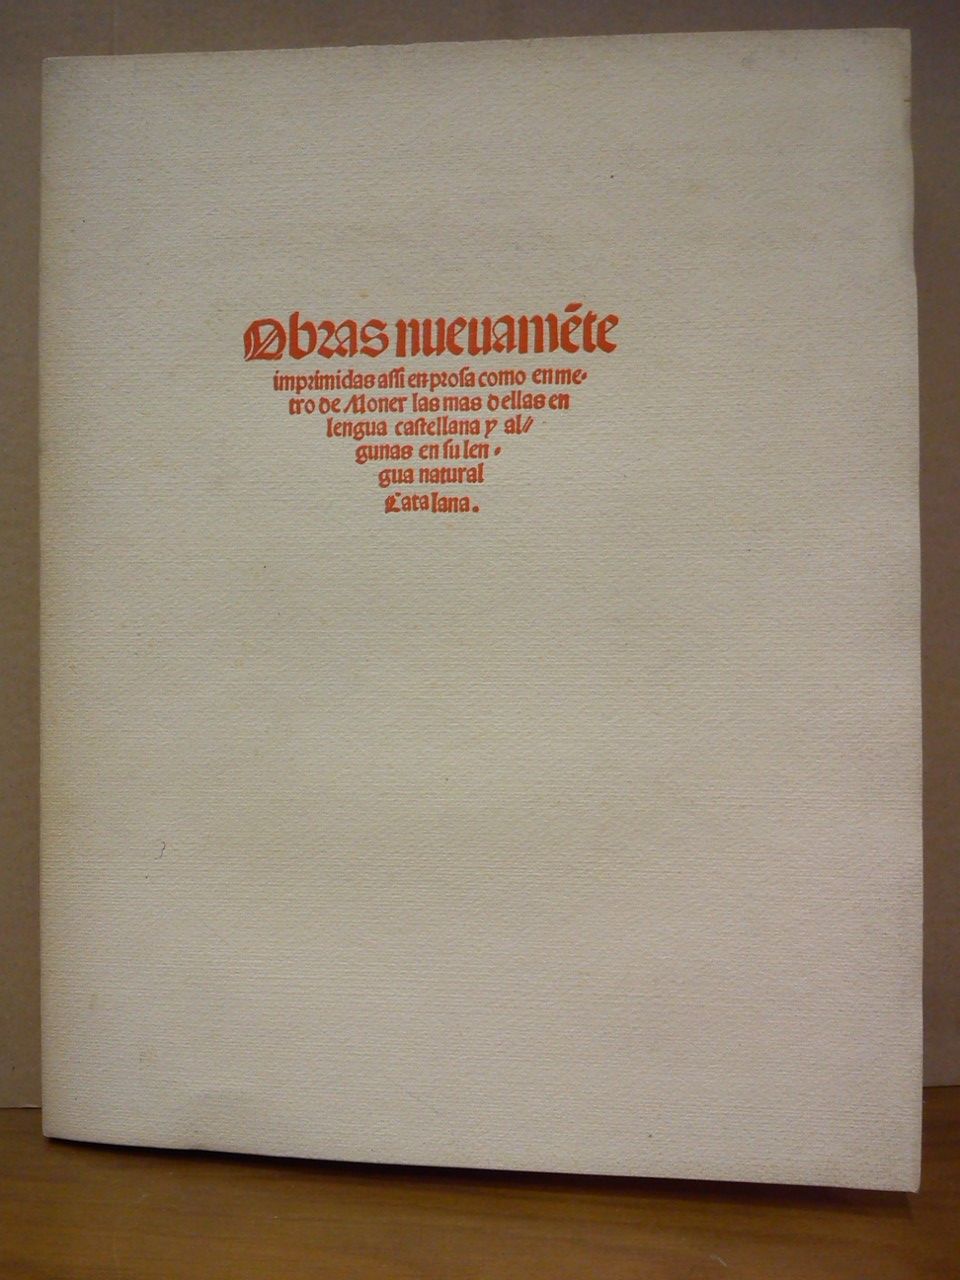 Obras nueuamẽte
imprimidas assi en prosa como en me-
tro de Moner las mas dellas en
lengua castellana y al//
gunas en su len-
gua natural
Catalana.